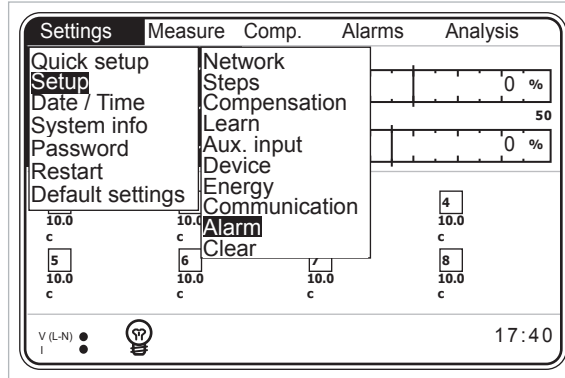 Settings Measure Comp. Alarms Analysis
Quick setup
Setup
Date / Time
System info
Password
Restart
Default settings
Network
Steps
Compensation
Learn
Aux. input
Device
Energy
Communication
Alarm
Clear
0 %
50
0 %
4
10.0 10.0 10.0
c c c
5 6 7 8
10.0 10.0 10.0 10.0
c c c c
V (L-N)
I
17:40